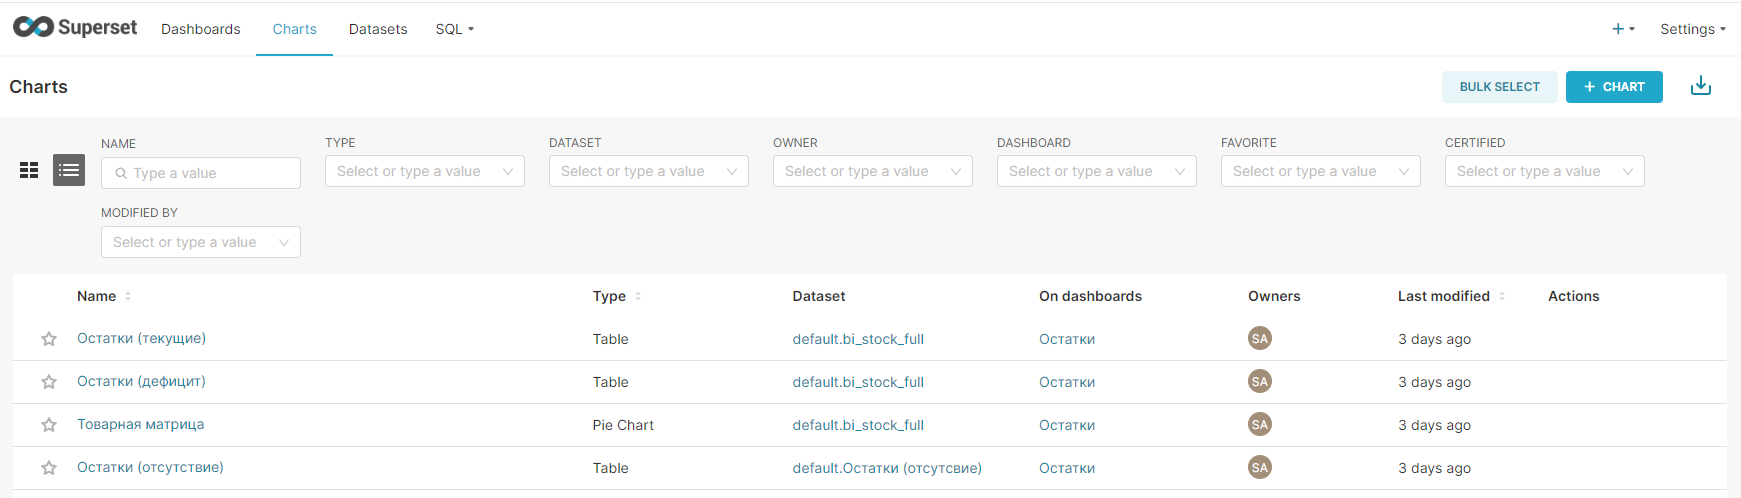 Superset Dashboards Charts Datasets SQL + Settings
Charts BULK SELECT + CHART
NAME TYPE DATASET OWNER DASHBOARD FAVORITE CERTIFIED
Type a value Select or type a value Select or type a value Select or type a value Select or type a value Select or type a value Select or type a value
MODIFIED BY
Select or type a value
Name Type Dataset On dashboards Owners Last modified Actions
Остатки (текущие) Table default.bi_stock_full Остатки SA 3 days ago
Остатки (дефицит) Table default.bi_stock_full Остатки SA 3 days ago
Товарная матрица Pie Chart default.bi_stock_full Остатки SA 3 days ago
Остатки (отсутствие) Table default.Остатки (отсутсвие) Остатки SA 3 days ago